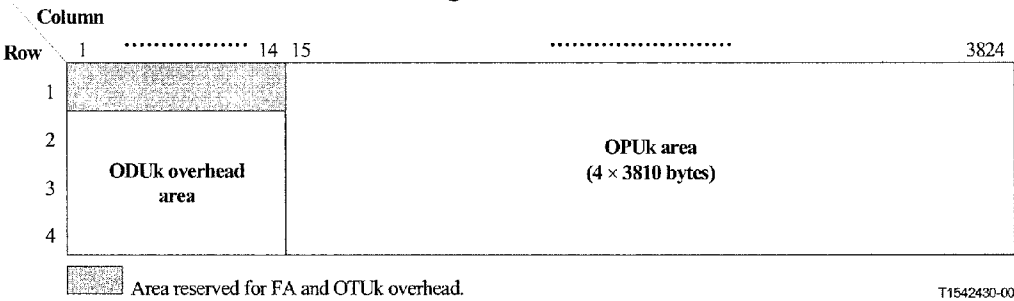 Column
Row 1 .................. 14 15 ........................... 3824
1
2
3
4
ODUk overhead
area
OPUk area
(4 × 3810 bytes)
Area reserved for FA and OTUk overhead.
T1542430-00